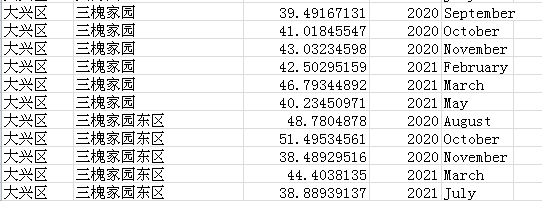 大兴区 三槐家园 39.49167131 2020 September
大兴区 三槐家园 41.01845547 2020 October
大兴区 三槐家园 43.03234598 2020 November
大兴区 三槐家园 42.50295159 2021 February
大兴区 三槐家园 46.79344892 2021 March
大兴区 三槐家园 40.23450971 2021 May
大兴区 三槐家园东区 48.7804878 2020 August
大兴区 三槐家园东区 51.49534561 2020 October
大兴区 三槐家园东区 38.48929516 2020 November
大兴区 三槐家园东区 44.4038135 2021 March
大兴区 三槐家园东区 38.88939137 2021 July